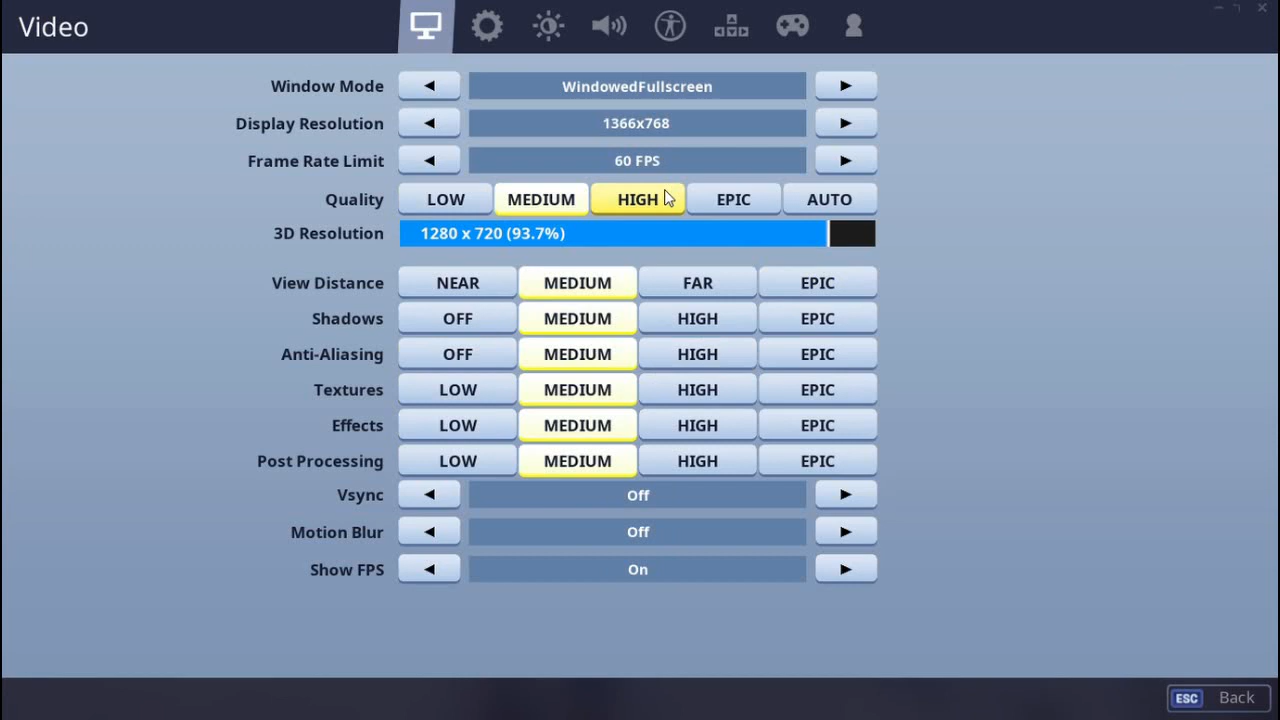 Video
Window Mode ◄ WindowedFullscreen ►
Display Resolution ◄ 1366x768 ►
Frame Rate Limit ◄ 60 FPS ►
Quality LOW MEDIUM HIGH EPIC AUTO
3D Resolution 1280 x 720 (93.7%)
View Distance NEAR MEDIUM FAR EPIC
Shadows OFF MEDIUM HIGH EPIC
Anti-Aliasing OFF MEDIUM HIGH EPIC
Textures LOW MEDIUM HIGH EPIC
Effects LOW MEDIUM HIGH EPIC
Post Processing LOW MEDIUM HIGH EPIC
Vsync ◄ Off ►
Motion Blur ◄ Off ►
Show FPS ◄ On ►
ESC Back